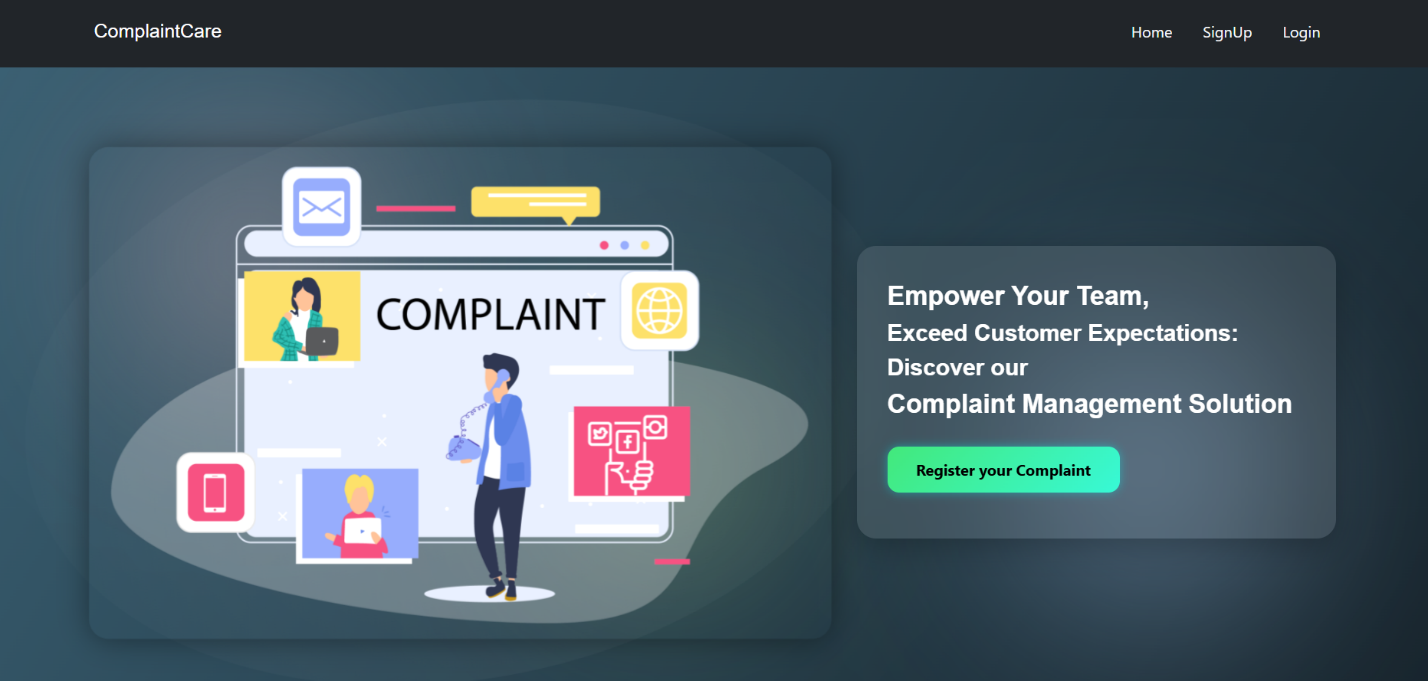 ComplaintCare
Home SignUp Login
COMPLAINT
Empower Your Team,
Exceed Customer Expectations:
Discover our
Complaint Management Solution
Register your Complaint